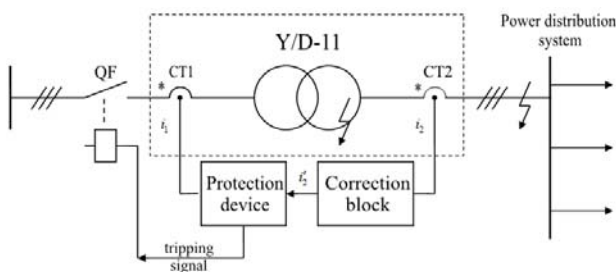 Y/D-11
Power distribution
system
QF
* CT1
* CT2
i₁
i₂
i′₂
Protection
device
Correction
block
tripping
signal